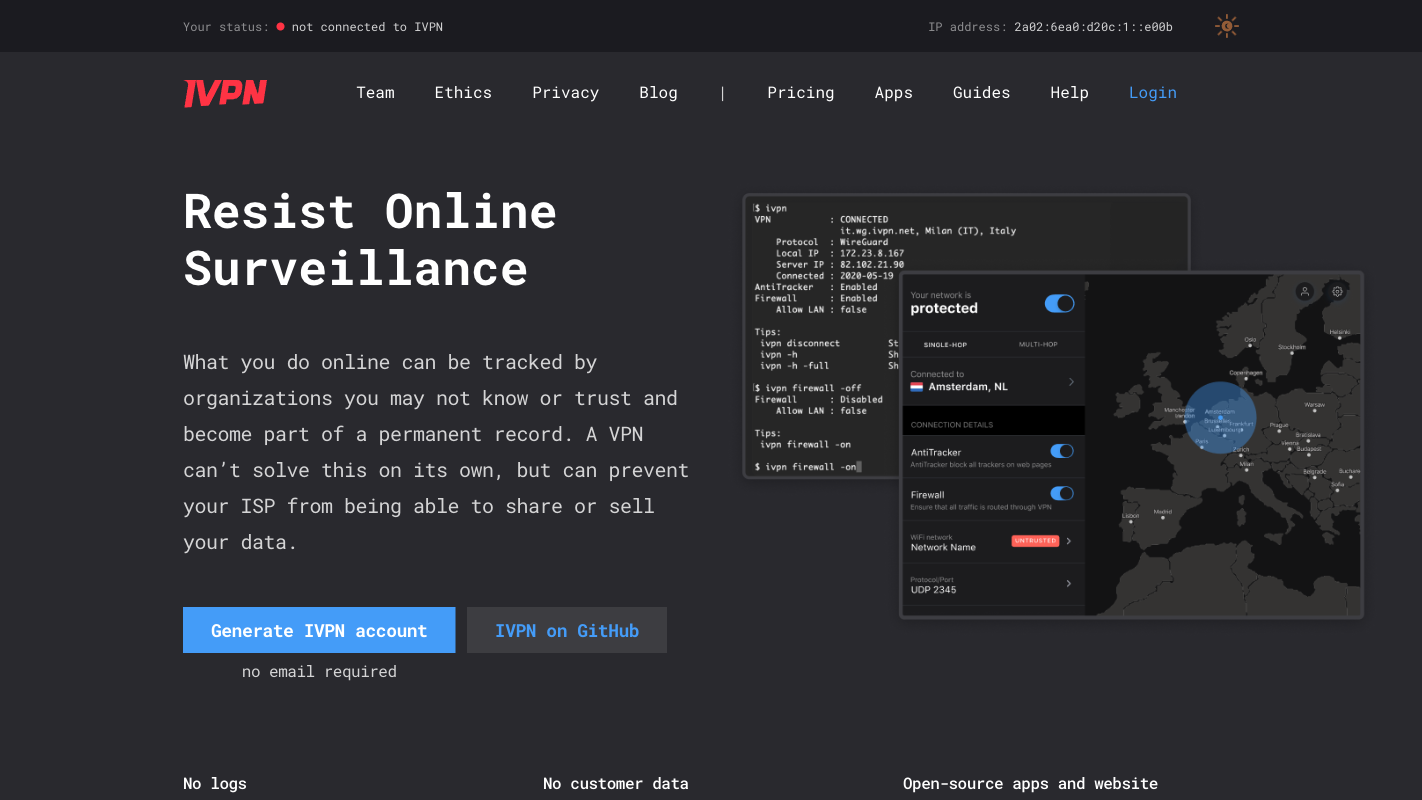 Your status: not connected to IVPN
IP address: 2a02:6ea0:d20c:1::e00b
IVPN
Team Ethics Privacy Blog | Pricing Apps Guides Help Login
Resist Online
Surveillance
What you do online can be tracked by
organizations you may not know or trust and
become part of a permanent record. A VPN
can’t solve this on its own, but can prevent
your ISP from being able to share or sell
your data.
Generate IVPN account
IVPN on GitHub
no email required
$ ivpn
VPN : CONNECTED
it.wg.ivpn.net, Milan (IT), Italy
Protocol : WireGuard
Local IP : 172.23.8.167
Server IP : 82.102.21.90
Connected : 2020-05-19
AntiTracker : Enabled
Firewall : Enabled
Allow LAN : false
Tips:
ivpn disconnect St
ivpn -h Sh
ivpn -h -full Sh
$ ivpn firewall -off
Firewall : Disabled
Allow LAN : false
Tips:
ivpn firewall -on
$ ivpn firewall -on
Your network is
protected
SINGLE-HOP MULTI-HOP
Connected to
Amsterdam, NL
CONNECTION DETAILS
AntiTracker
AntiTracker block all trackers on web pages
Firewall
Ensure that all traffic is routed through VPN
WiFi network
Network Name
UNTRUSTED
Protocol/Port
UDP 2345
Helsinki
Oslo
Stockholm
Copenhagen
Warsaw
Manchester
London
Amsterdam
Brussels
Frankfurt
Luxembourg
Prague
Paris
Bratislava
Vienna
Budapest
Zurich
Milan
Belgrade
Buchare
Sofia
Lisbon
Madrid
No logs
No customer data
Open-source apps and website